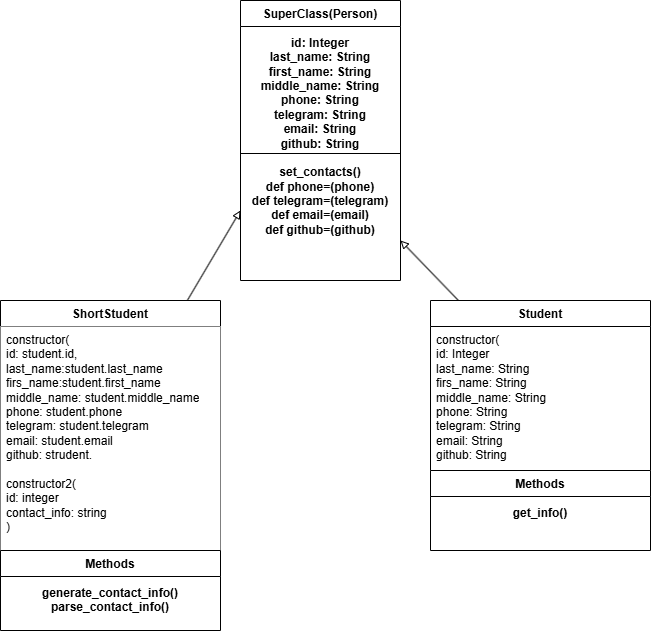 SuperClass(Person)
id: Integer
last_name: String
first_name: String
middle_name: String
phone: String
telegram: String
email: String
github: String
set_contacts()
def phone=(phone)
def telegram=(telegram)
def email=(email)
def github=(github)
ShortStudent
constructor(
id: student.id,
last_name:student.last_name
firs_name:student.first_name
middle_name: student.middle_name
phone: student.phone
telegram: student.telegram
email: student.email
github: strudent.
constructor2(
id: integer
contact_info: string
)
Methods
generate_contact_info()
parse_contact_info()
Student
constructor(
id: Integer
last_name: String
firs_name: String
middle_name: String
phone: String
telegram: String
email: String
github: String
Methods
get_info()